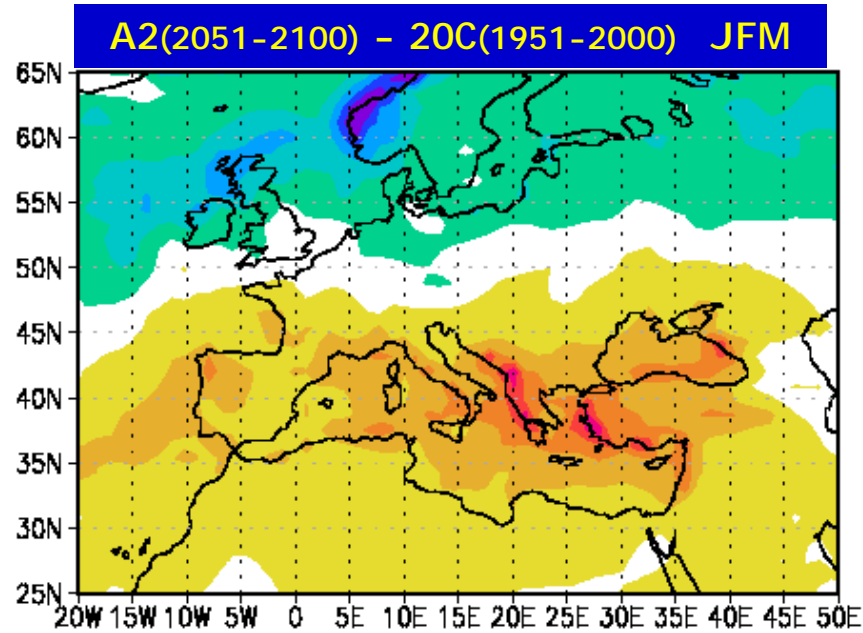 A2(2051-2100) - 20C(1951-2000) JFM
65N
60N
55N
50N
45N
40N
35N
30N
25N
20W 15W 10W 5W 0 5E 10E 15E 20E 25E 30E 35E 40E 45E 50E